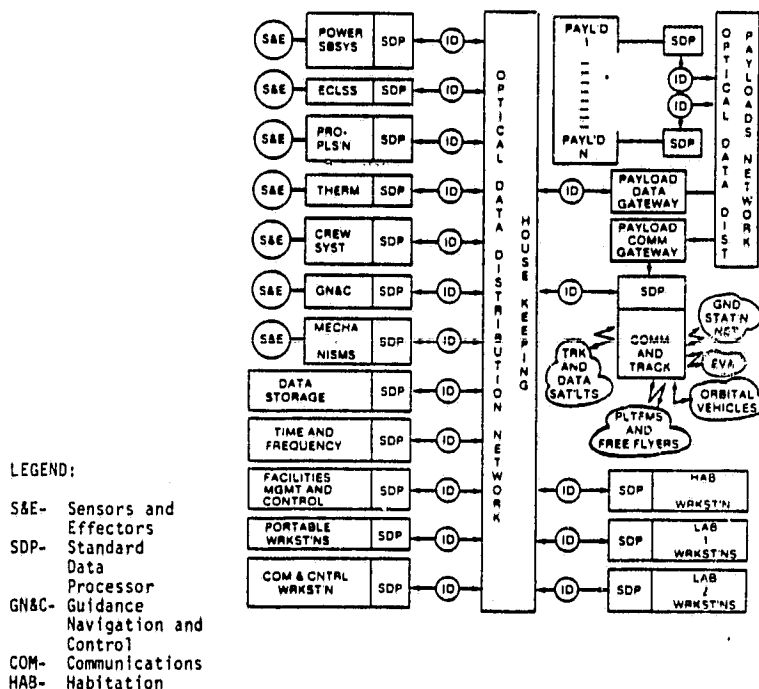 S&E
POWER
SBSYS
SDP
ID
S&E
ECLSS
SDP
ID
S&E
PRO-
PLS'N
SDP
ID
S&E
THERM
SDP
ID
S&E
CREW
SYST
SDP
ID
S&E
GN&C
SDP
ID
S&E
MECHA-
NISMS
SDP
ID
DATA
STORAGE
SDP
ID
TIME AND
FREQUENCY
SDP
ID
FACILITIES
MGMT AND
CONTROL
SDP
ID
PORTABLE
WRKST'NS
SDP
ID
COM & CNTRL
WRKST'N
SDP
ID
OPTICAL DATA DISTRIBUTION NETWORK
HOUSE KEEPING
PAYL'D
1
PAYL'D
N
SDP
ID
ID
SDP
OPTICAL DATA DIST
PAYLOADS NETWORK
ID
PAYLOAD
DATA
GATEWAY
PAYLOAD
COMM
GATEWAY
ID
SDP
COMM
AND
TRACK
TRK
AND
DATA
SAT'LTS
GND
STAT'N
NET
EVA
ORBITAL
VEHICLES
PLTFMS
AND
FREE FLYERS
ID
SDP
HAB
WRKST'N
ID
SDP
LAB
1
WRKST'NS
ID
SDP
LAB
2
WRKST'NS
LEGEND:
S&E- Sensors and
Effectors
SDP- Standard
Data
Processor
GN&C- Guidance
Navigation and
Control
COM- Communications
HAB- Habitation